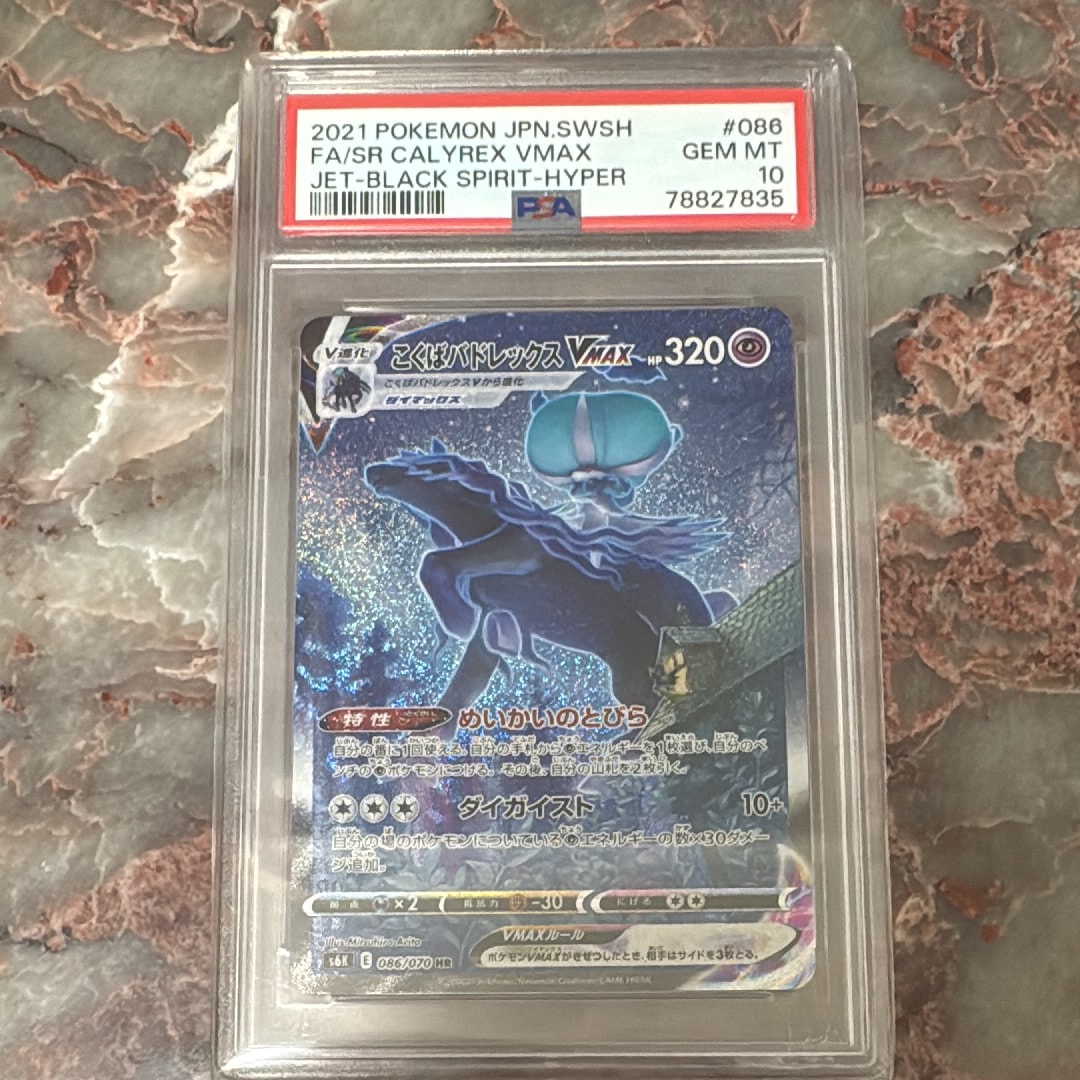 2021 POKEMON JPN.SWSH #086
FA/SR CALYREX VMAX GEM MT
JET-BLACK SPIRIT-HYPER 10
PSA 78827835
V進化 こくばバドレックス VMAX HP 320
こくばバドレックスVから進化
ダイマックス
特性 めいかいのとびら
自分の番に1回使える。自分の手札からエネルギーを1枚選び、自分のベ
ンチのポケモンにつける。その後、自分の山札を2枚引く。
ダイガイスト 10+
自分の場のポケモンについているエネルギーの数×30ダメー
ジ追加。
弱点 ×2 抵抗力 -30 にげる
VMAXルール
ポケモンVMAXがきぜつしたとき、相手はサイドを3枚とる。
Illus. Mitsuhiro Arita
s6K E 086/070 HR